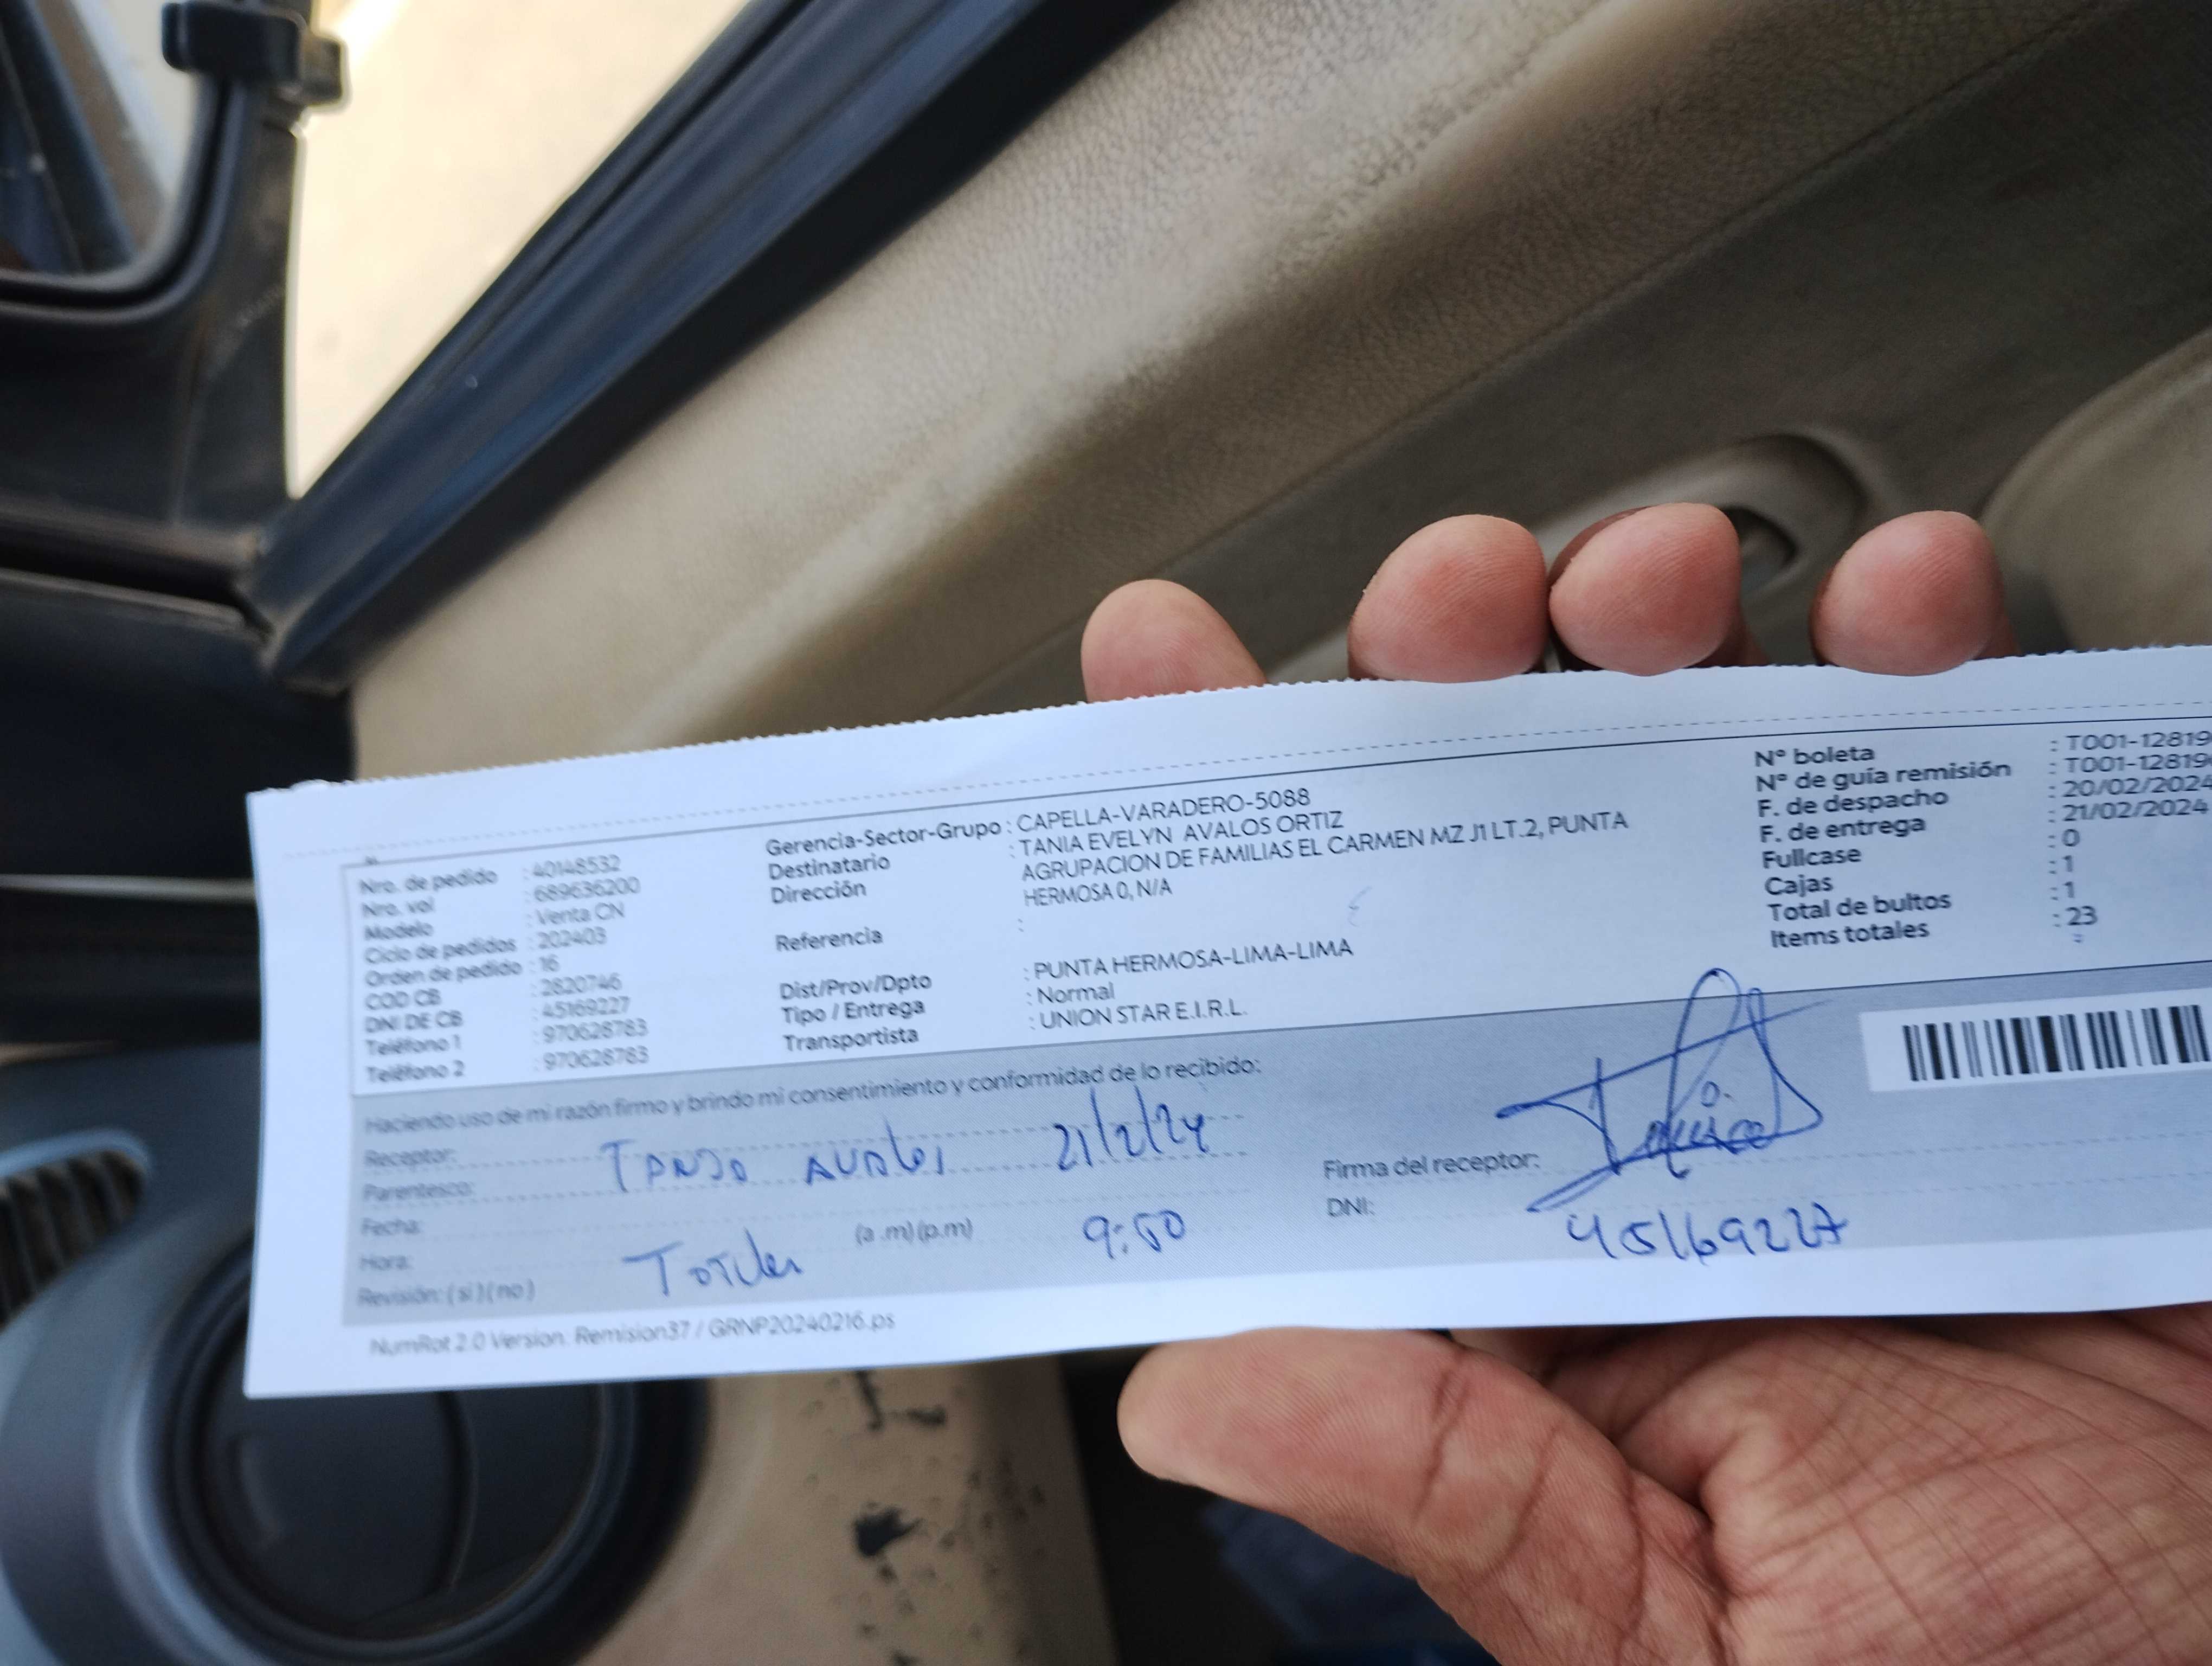 Nro. de pedido : 40148532
Nro. vol : 689636200
Modelo : Venta CN
Ciclo de pedidos : 202403
Orden de pedido : 16
COD CB : 2820746
DNI DE CB : 45169227
Teléfono 1 : 970628783
Teléfono 2 : 970628783
Gerencia-Sector-Grupo : CAPELLA-VARADERO-5088
Destinatario : TANIA EVELYN AVALOS ORTIZ
Dirección AGRUPACION DE FAMILIAS EL CARMEN MZ J1 LT.2, PUNTA
HERMOSA 0, N/A
Referencia :
Dist/Prov/Dpto : PUNTA HERMOSA-LIMA-LIMA
Tipo / Entrega : Normal
Transportista : UNION STAR E.I.R.L.
N° boleta : T001-12819
N° de guía remisión : T001-12819
F. de despacho : 20/02/2024
F. de entrega : 21/02/2024
Fullcase : 0
Cajas : 1
Total de bultos : 1
Items totales : 23
Haciendo uso de mi razón firmo y brindo mi consentimiento y conformidad de lo recibido:
Receptor:
Parentesco: Avalos 21/2/24
Fecha:
Hora: (a .m) (p.m) 9:50
Revisión: ( si ) ( no ) Titular
Firma del receptor:
DNI: 45169227
NumRot 2.0 Version. Remision37 / GRNP20240216.ps